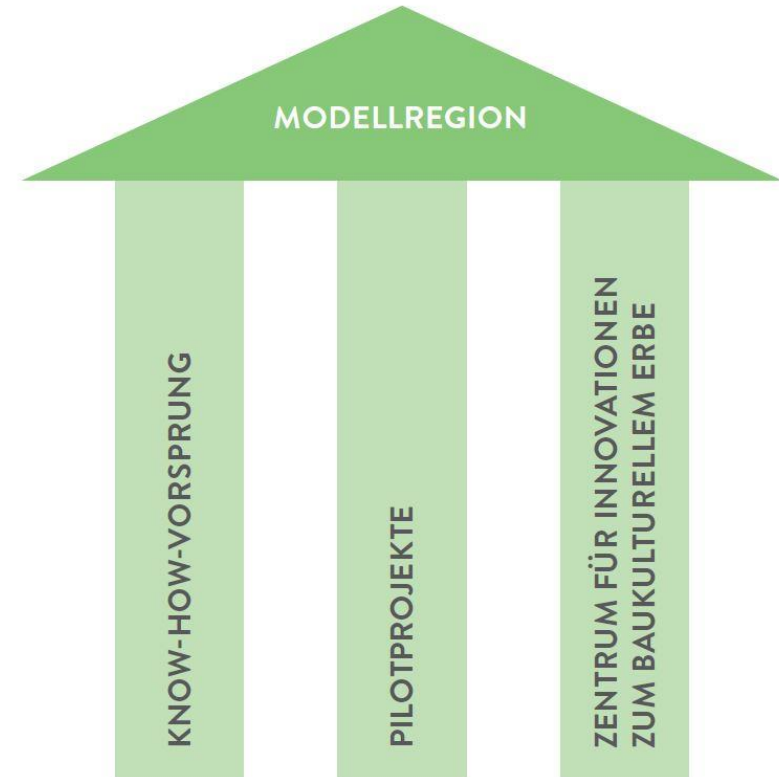 MODELLREGION
KNOW-HOW-VORSPRUNG
PILOTPROJEKTE
ZENTRUM FÜR INNOVATIONEN
ZUM BAUKULTURELLEM ERBE